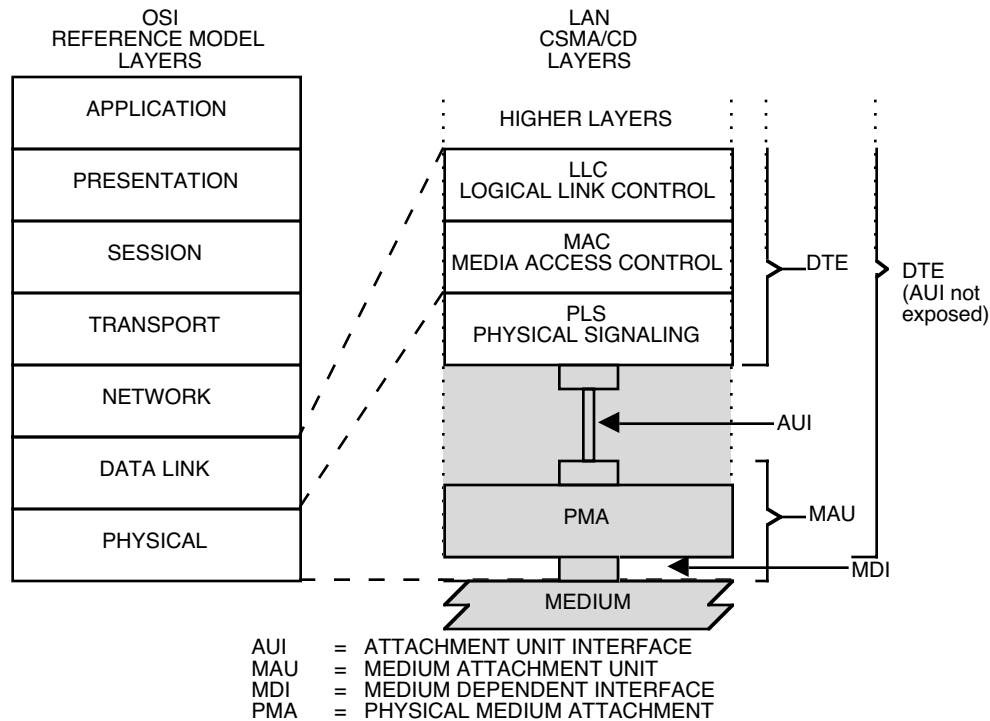 OSI
REFERENCE MODEL
LAYERS
APPLICATION
PRESENTATION
SESSION
TRANSPORT
NETWORK
DATA LINK
PHYSICAL
LAN
CSMA/CD
LAYERS
HIGHER LAYERS
LLC
LOGICAL LINK CONTROL
MAC
MEDIA ACCESS CONTROL
PLS
PHYSICAL SIGNALING
PMA
MEDIUM
DTE
DTE
(AUI not
exposed)
AUI
MAU
MDI
AUI = ATTACHMENT UNIT INTERFACE
MAU = MEDIUM ATTACHMENT UNIT
MDI = MEDIUM DEPENDENT INTERFACE
PMA = PHYSICAL MEDIUM ATTACHMENT